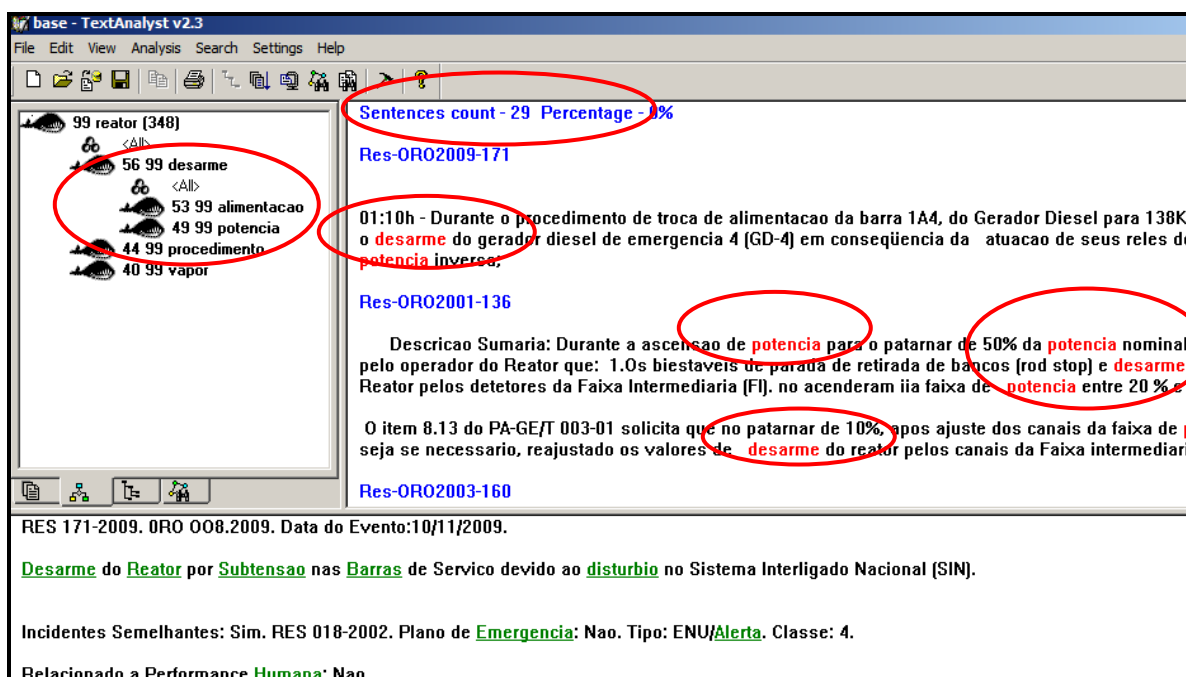 base - TextAnalyst v2.3
File Edit View Analysis Search Settings Help
99 reator (348)
<All>
56 99 desarme
<All>
53 99 alimentacao
49 99 potencia
44 99 procedimento
40 99 vapor
Sentences count - 29 Percentage - 0%
Res-ORO2009-171
01:10h - Durante o procedimento de troca de alimentacao da barra 1A4, do Gerador Diesel para 138K
o desarme do gerador diesel de emergencia 4 (GD-4) em conseqüencia da atuacao de seus reles de
potencia inversa;
Res-ORO2001-136
Descricao Sumaria: Durante a ascensao de potencia para o patarnar de 50% da potencia nominal
pelo operador do Reator que: 1.Os biestaveis de parada de retirada de bancos (rod stop) e desarme
Reator pelos detetores da Faixa Intermediaria (FI). no acenderam iia faixa de potencia entre 20 % e
O item 8.13 do PA-GE/T 003-01 solicita que no patarnar de 10%, apos ajuste dos canais da faixa de
seja se necessario, reajustado os valores de desarme do reator pelos canais da Faixa intermediari
Res-ORO2003-160
RES 171-2009. 0RO OO8.2009. Data do Evento:10/11/2009.
Desarme do Reator por Subtensao nas Barras de Servico devido ao disturbio no Sistema Interligado Nacional (SIN).
Incidentes Semelhantes: Sim. RES 018-2002. Plano de Emergencia: Nao. Tipo: ENU/Alerta. Classe: 4.
Relacionado a Performance Humana: Nao